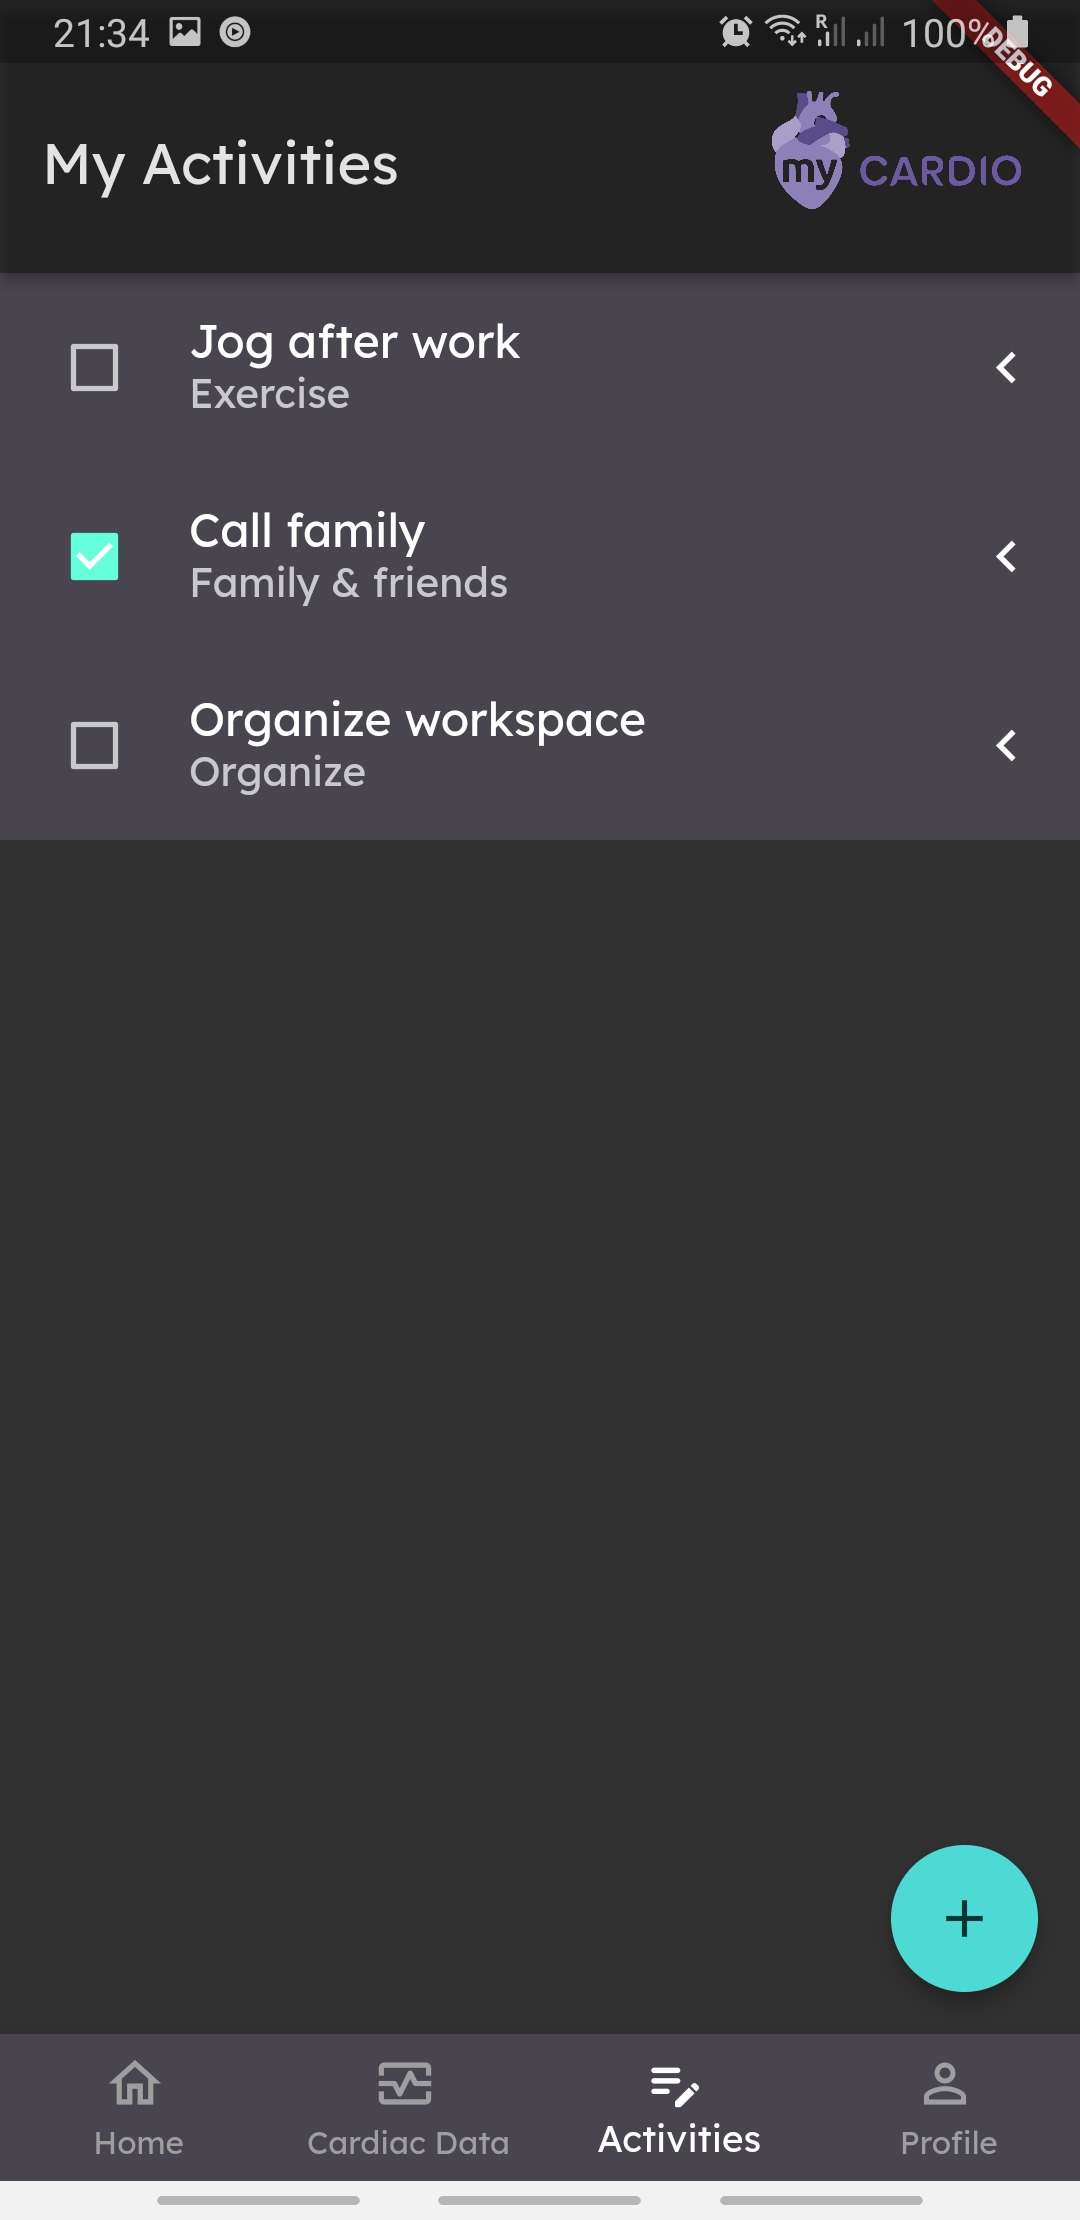 21:34
R
100%
DEBUG
My Activities
my CARDIO
Jog after work
Exercise
Call family
Family & friends
Organize workspace
Organize
+
Home
Cardiac Data
Activities
Profile